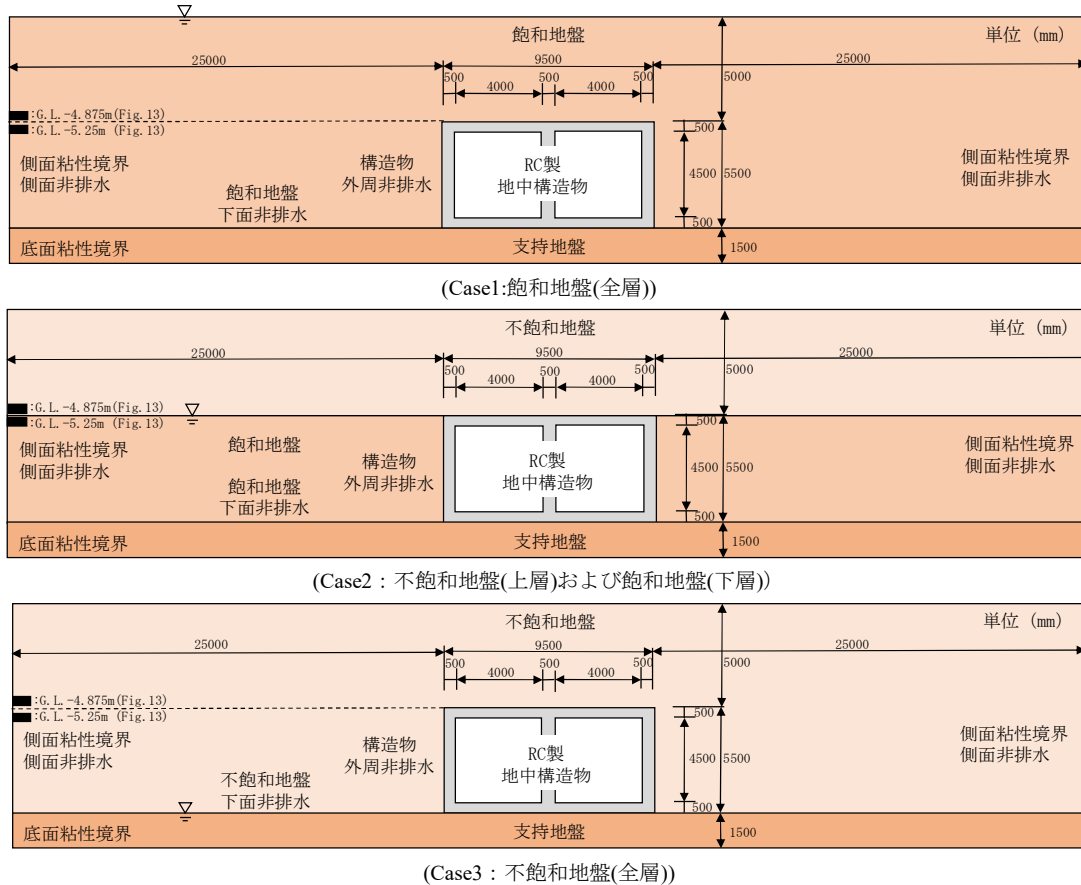 飽和地盤
単位 (mm)
25000
9500
25000
500
4000
500
4000
500
5000
:G.L.-4.875m(Fig.13)
:G.L.-5.25m (Fig.13)
側面粘性境界
側面非排水
飽和地盤
下面非排水
構造物
外周非排水
RC製
地中構造物
500
4500
5500
500
側面粘性境界
側面非排水
底面粘性境界
支持地盤
1500
(Case1:飽和地盤(全層))
不飽和地盤
単位 (mm)
25000
9500
25000
500
4000
500
4000
500
5000
:G.L.-4.875m(Fig.13)
:G.L.-5.25m(Fig.13)
側面粘性境界
側面非排水
飽和地盤
飽和地盤
下面非排水
構造物
外周非排水
RC製
地中構造物
500
4500
5500
500
側面粘性境界
側面非排水
底面粘性境界
支持地盤
1500
(Case2：不飽和地盤(上層)および飽和地盤(下層))
不飽和地盤
単位 (mm)
25000
9500
25000
500
4000
500
4000
500
5000
:G.L.-4.875m(Fig.13)
:G.L.-5.25m (Fig.13)
側面粘性境界
側面非排水
不飽和地盤
下面非排水
構造物
外周非排水
RC製
地中構造物
500
4500
5500
500
側面粘性境界
側面非排水
底面粘性境界
支持地盤
1500
(Case3：不飽和地盤(全層))